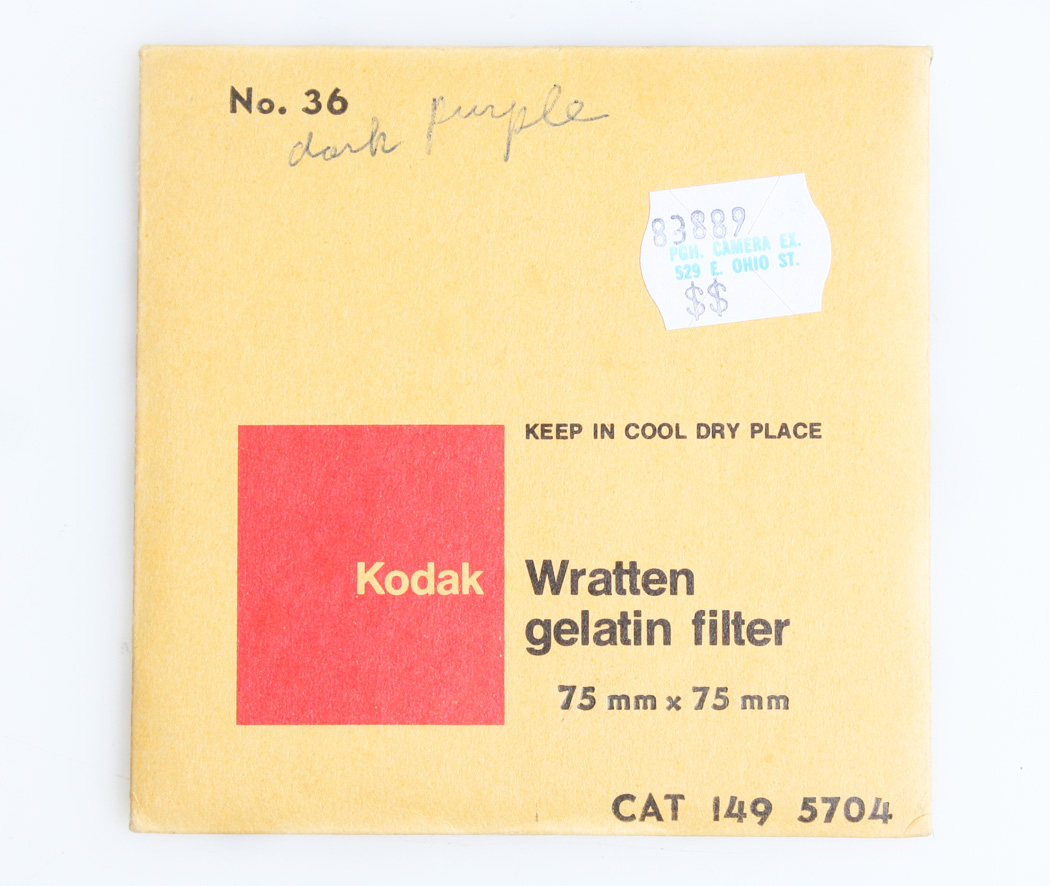 No. 36
dark purple
83889
PGH. CAMERA EX.
529 E. OHIO ST.
$$
KEEP IN COOL DRY PLACE
Kodak
Wratten
gelatin filter
75 mm x 75 mm
CAT 149 5704